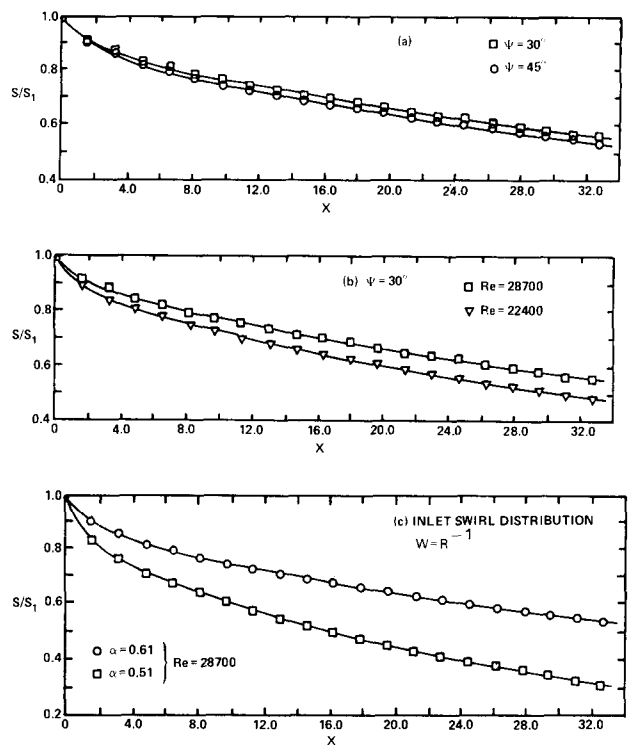 1.0
(a)
Ψ = 30″
Ψ = 45″
0.8
S/S₁
0.6
0.4
0 4.0 8.0 12.0 16.0 20.0 24.0 28.0 32.0
X
1.0
(b) Ψ = 30″
Re = 28700
Re = 22400
0.8
S/S₁
0.6
0.4
0 4.0 8.0 12.0 16.0 20.0 24.0 28.0 32.0
X
1.0
(c) INLET SWIRL DISTRIBUTION
W = R⁻¹
0.8
S/S₁
0.6
0.4
α = 0.61
α = 0.51
Re = 28700
0.2
0 4.0 8.0 12.0 16.0 20.0 24.0 28.0 32.0
X